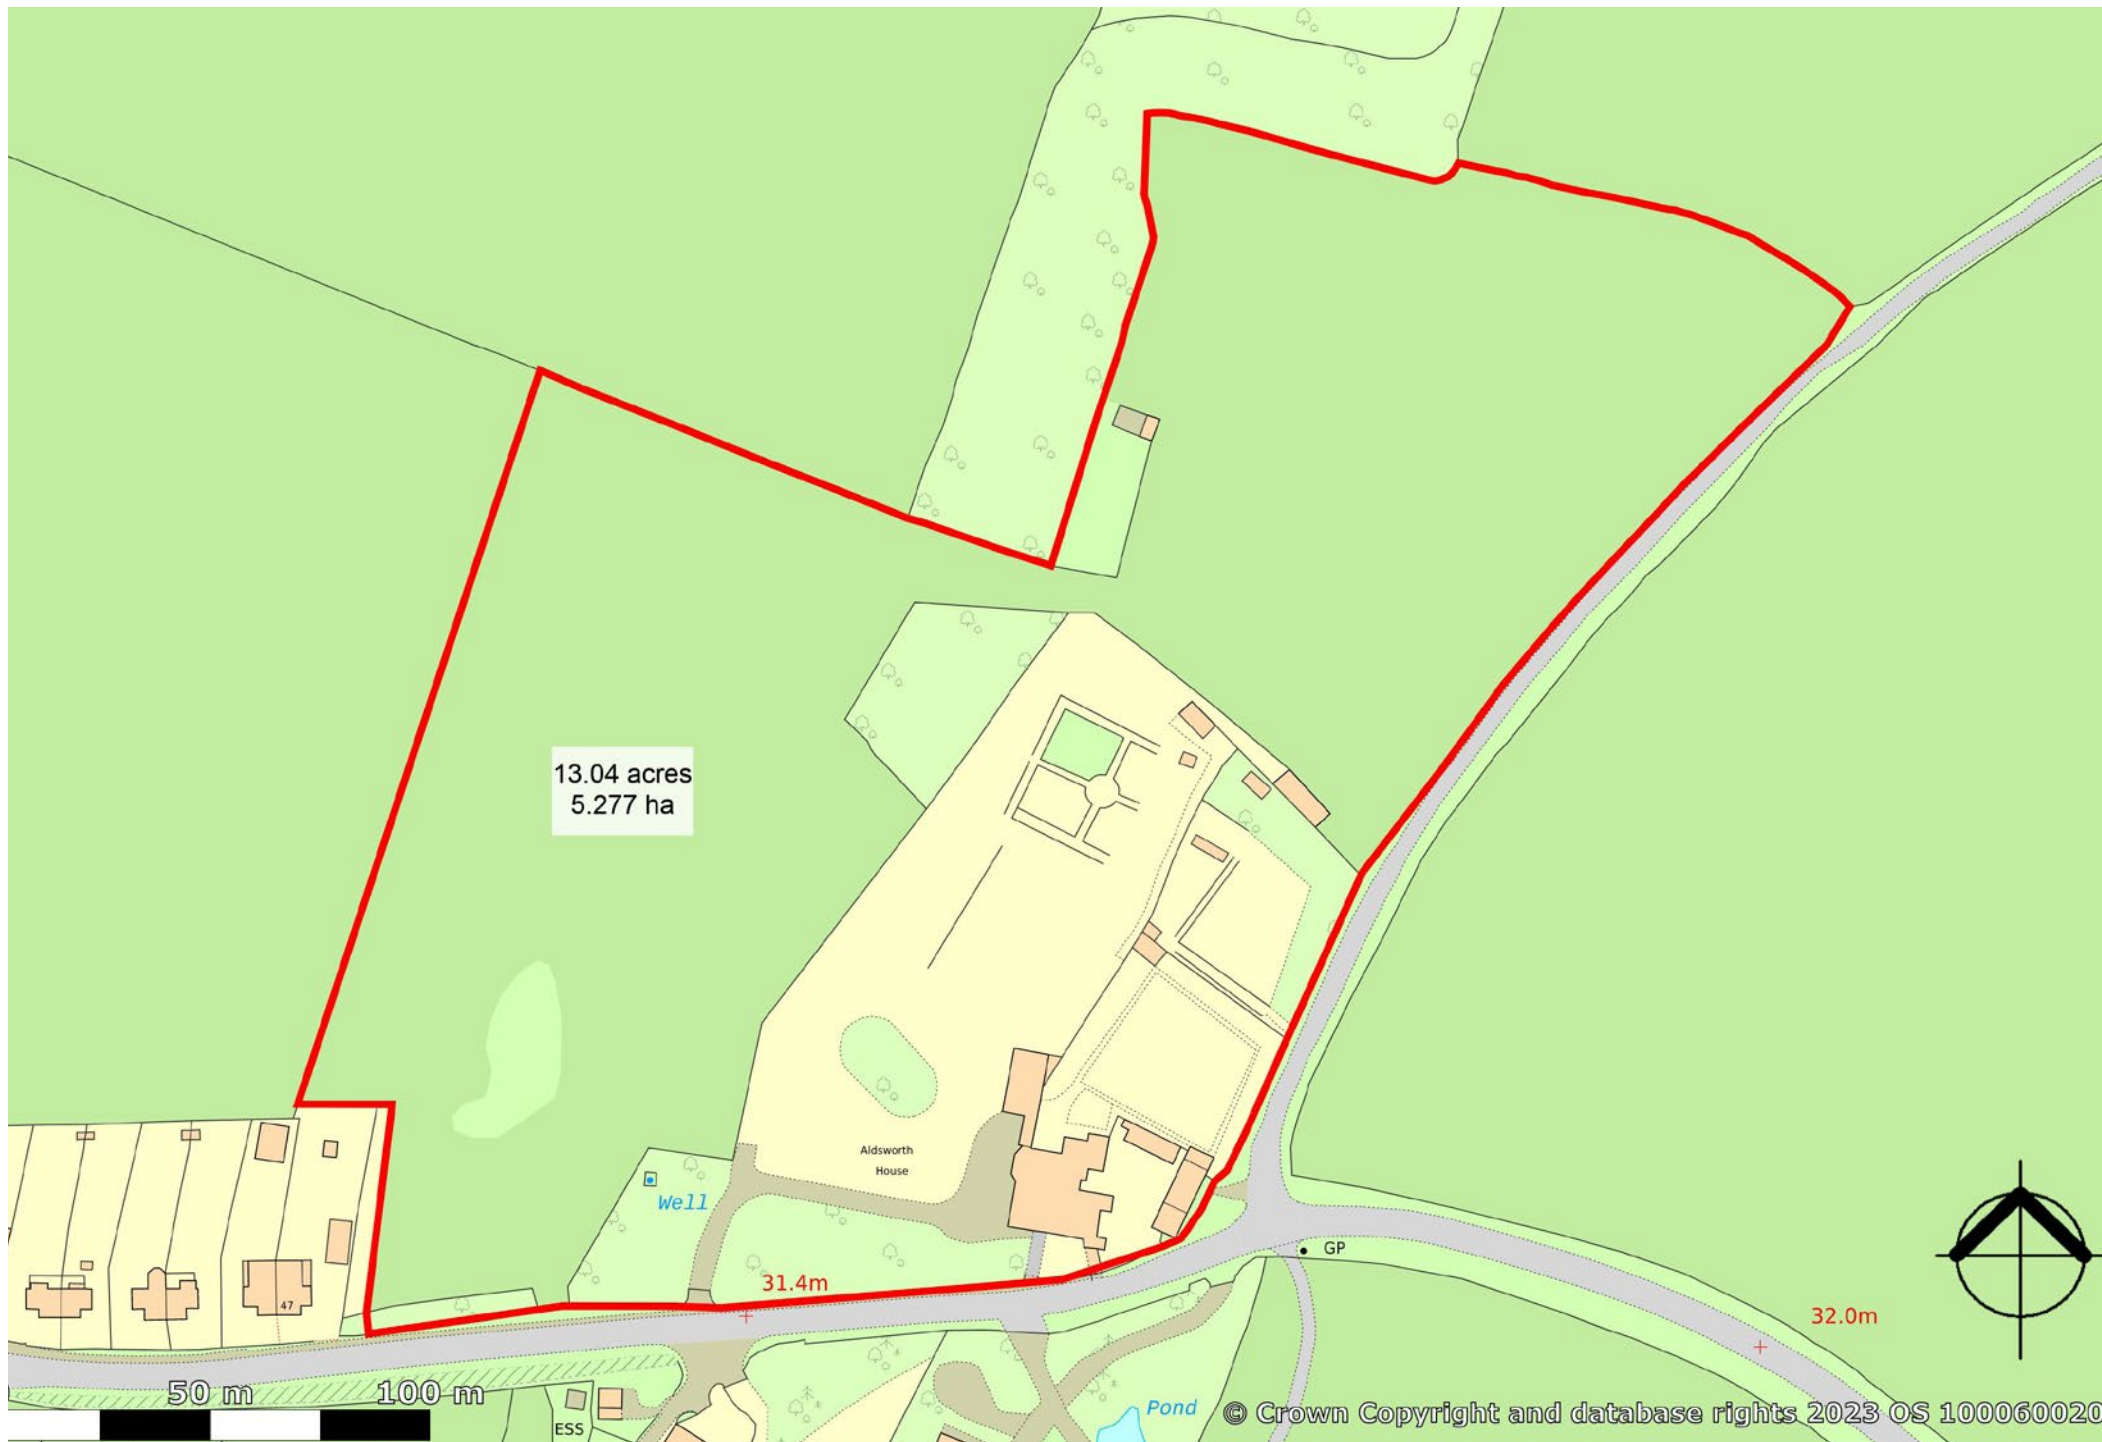 13.04 acres
5.277 ha
Aldsworth
House
Well
31.4m
GP
47
32.0m
50 m
100 m
ESS
Pond
© Crown Copyright and database rights 2023 OS 100060020